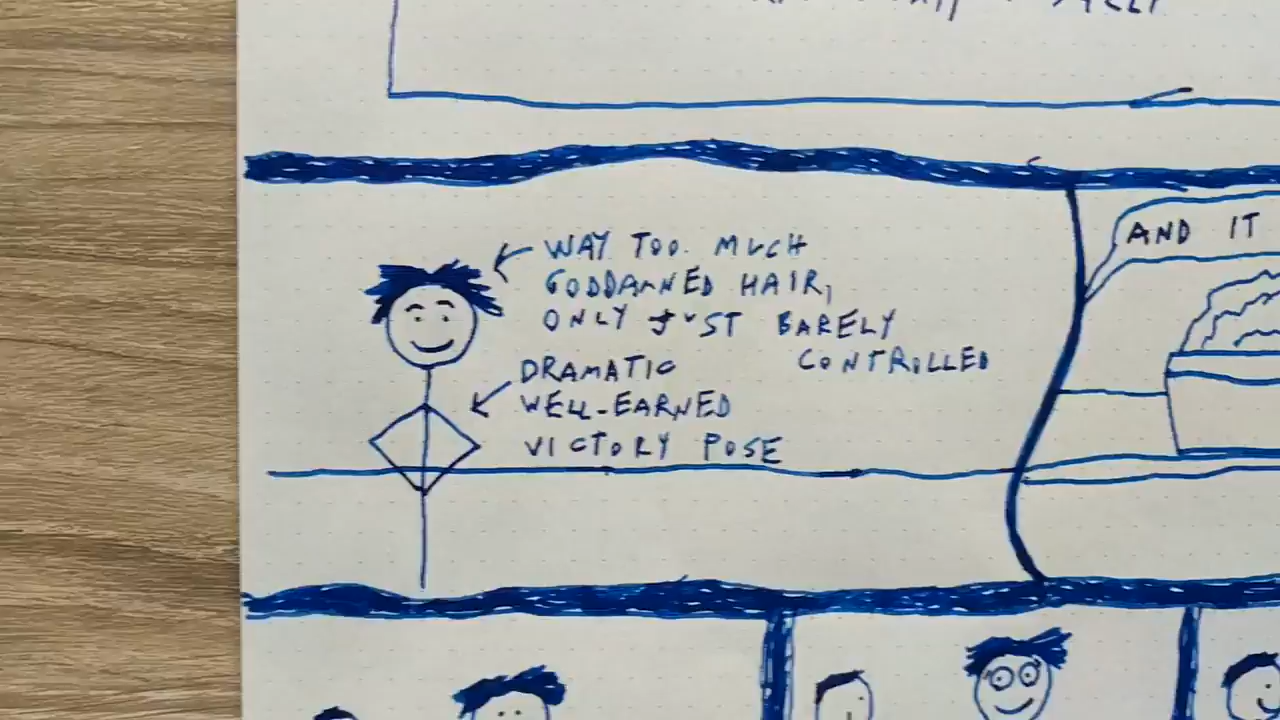 WAY TOO MUCH
GODDAMNED HAIR,
ONLY JUST BARELY
CONTROLLED
DRAMATIC
WELL-EARNED
VICTORY POSE
AND IT